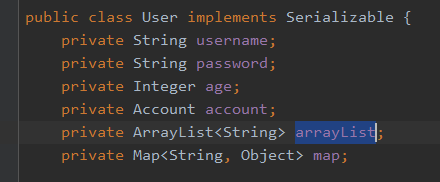 public class User implements Serializable {
private String username;
private String password;
private Integer age;
private Account account;
private ArrayList<String> arrayList;
private Map<String, Object> map;